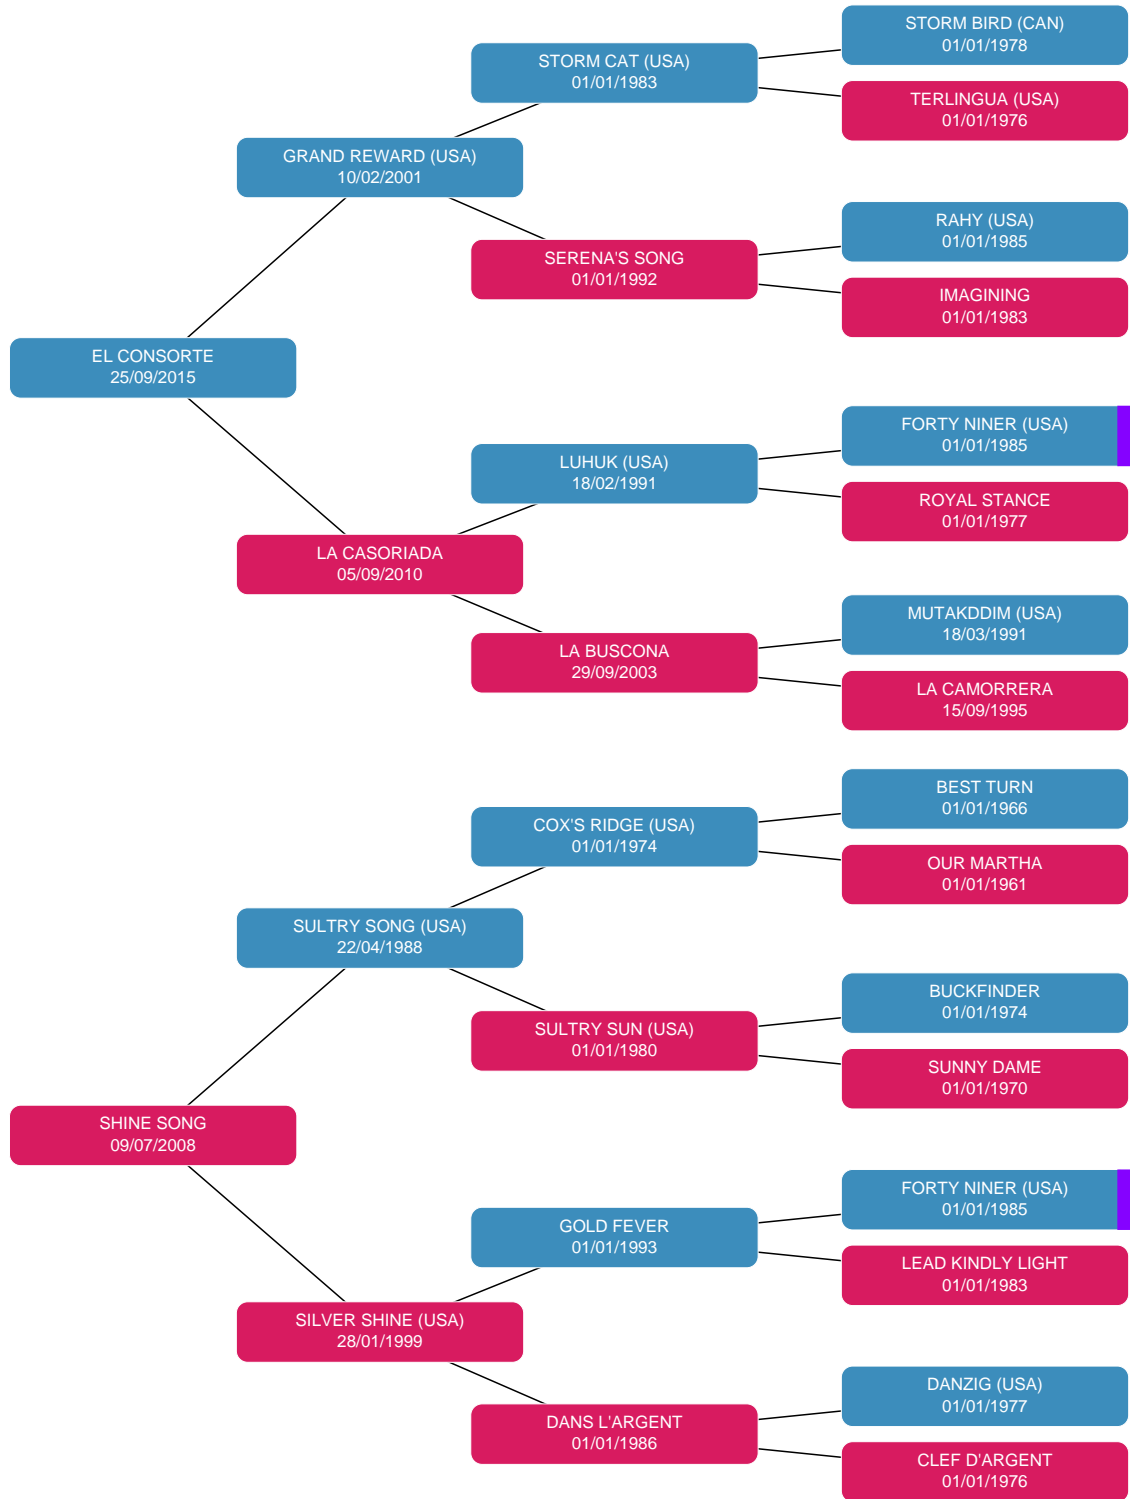 STORM BIRD (CAN)
01/01/1978
STORM CAT (USA)
01/01/1983
TERLINGUA (USA)
01/01/1976
GRAND REWARD (USA)
10/02/2001
RAHY (USA)
01/01/1985
SERENA'S SONG
01/01/1992
IMAGINING
01/01/1983
EL CONSORTE
25/09/2015
FORTY NINER (USA)
01/01/1985
LUHUK (USA)
18/02/1991
ROYAL STANCE
01/01/1977
LA CASORIADA
05/09/2010
MUTAKDDIM (USA)
18/03/1991
LA BUSCONA
29/09/2003
LA CAMORRERA
15/09/1995
BEST TURN
01/01/1966
COX'S RIDGE (USA)
01/01/1974
OUR MARTHA
01/01/1961
SULTRY SONG (USA)
22/04/1988
BUCKFINDER
01/01/1974
SULTRY SUN (USA)
01/01/1980
SUNNY DAME
01/01/1970
SHINE SONG
09/07/2008
FORTY NINER (USA)
01/01/1985
GOLD FEVER
01/01/1993
LEAD KINDLY LIGHT
01/01/1983
SILVER SHINE (USA)
28/01/1999
DANZIG (USA)
01/01/1977
DANS L'ARGENT
01/01/1986
CLEF D'ARGENT
01/01/1976